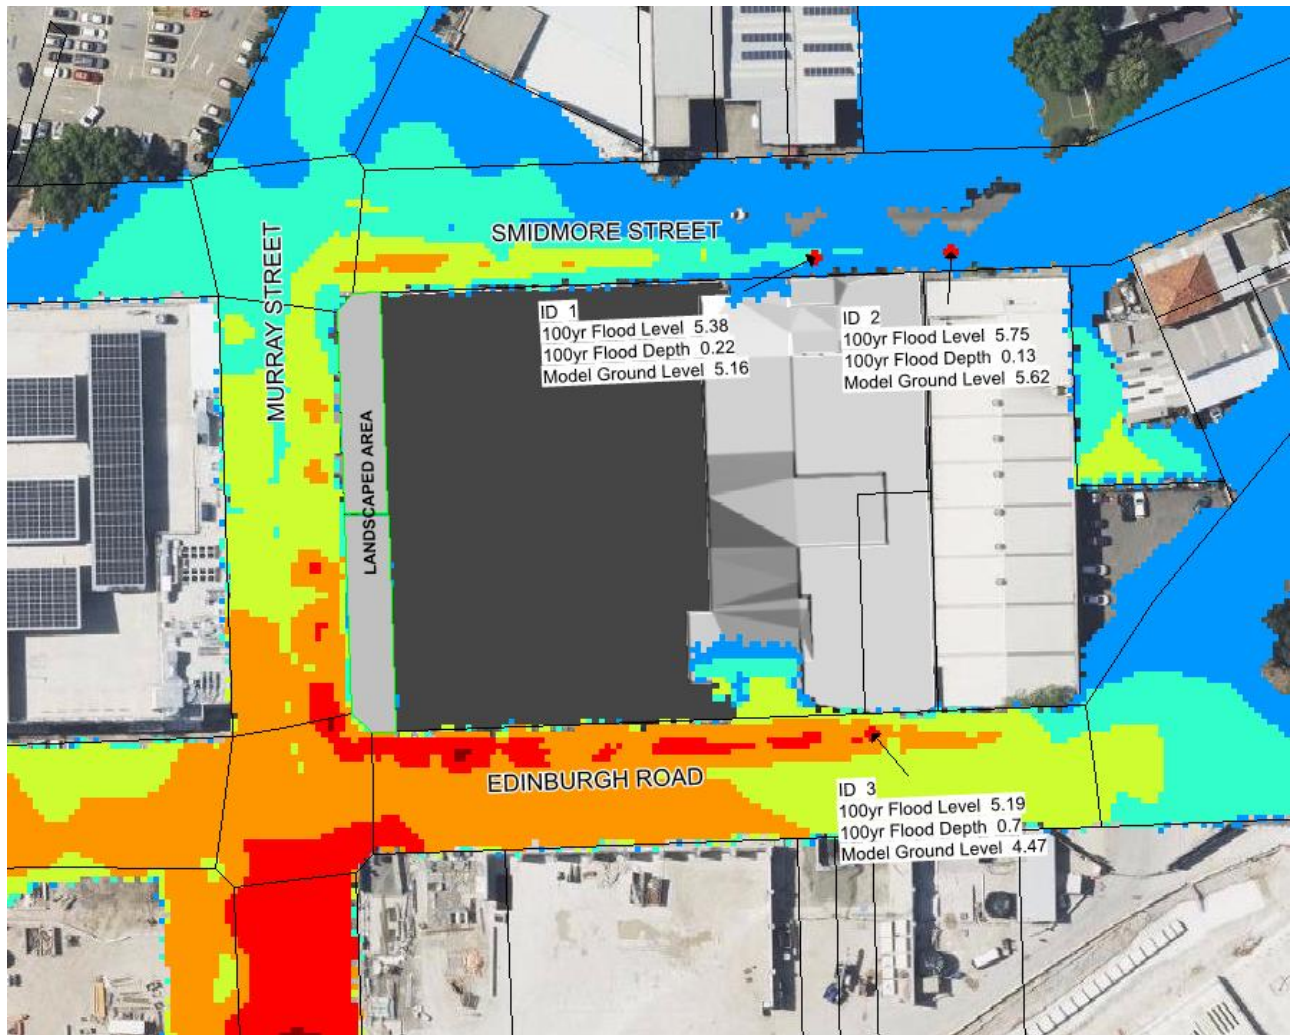 SMIDMORE STREET
MURRAY STREET
ID 1
100yr Flood Level 5.38
100yr Flood Depth 0.22
Model Ground Level 5.16
ID 2
100yr Flood Level 5.75
100yr Flood Depth 0.13
Model Ground Level 5.62
LANDSCAPED AREA
EDINBURGH ROAD
ID 3
100yr Flood Level 5.19
100yr Flood Depth 0.7
Model Ground Level 4.47